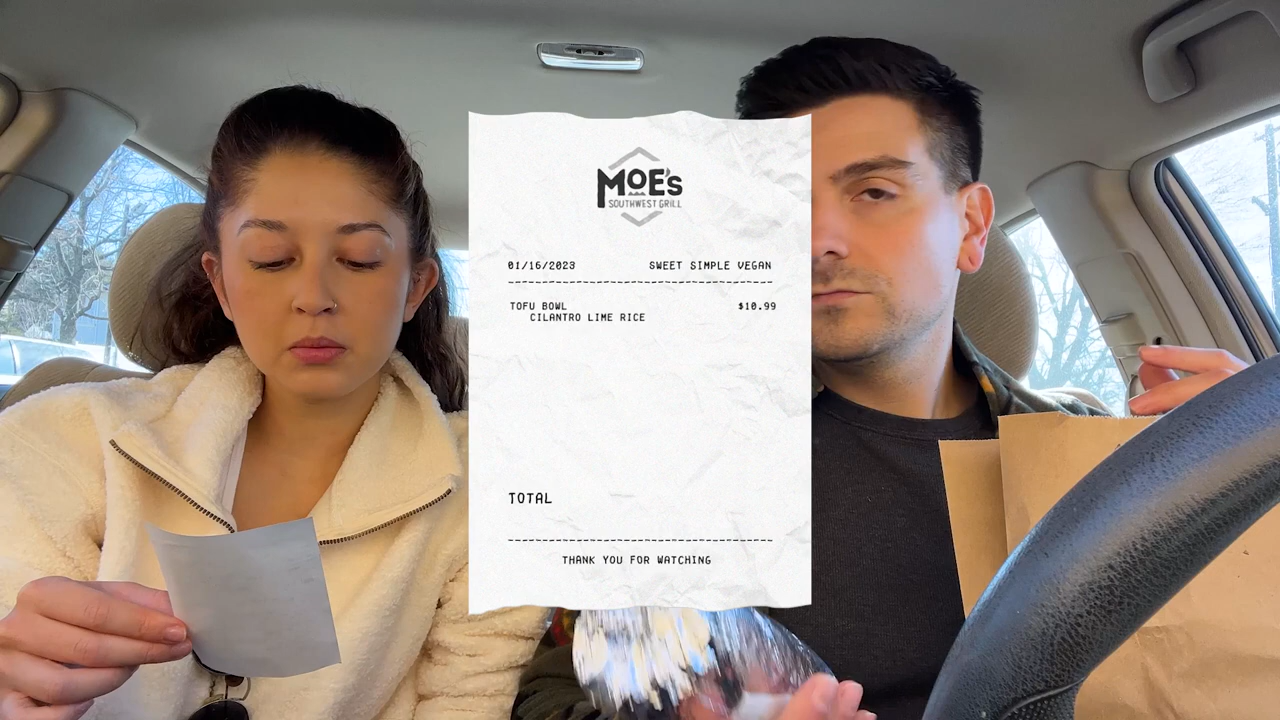 MOE'S
SOUTHWEST GRILL
01/16/2023 SWEET SIMPLE VEGAN
TOFU BOWL $10.99
CILANTRO LIME RICE
TOTAL
THANK YOU FOR WATCHING